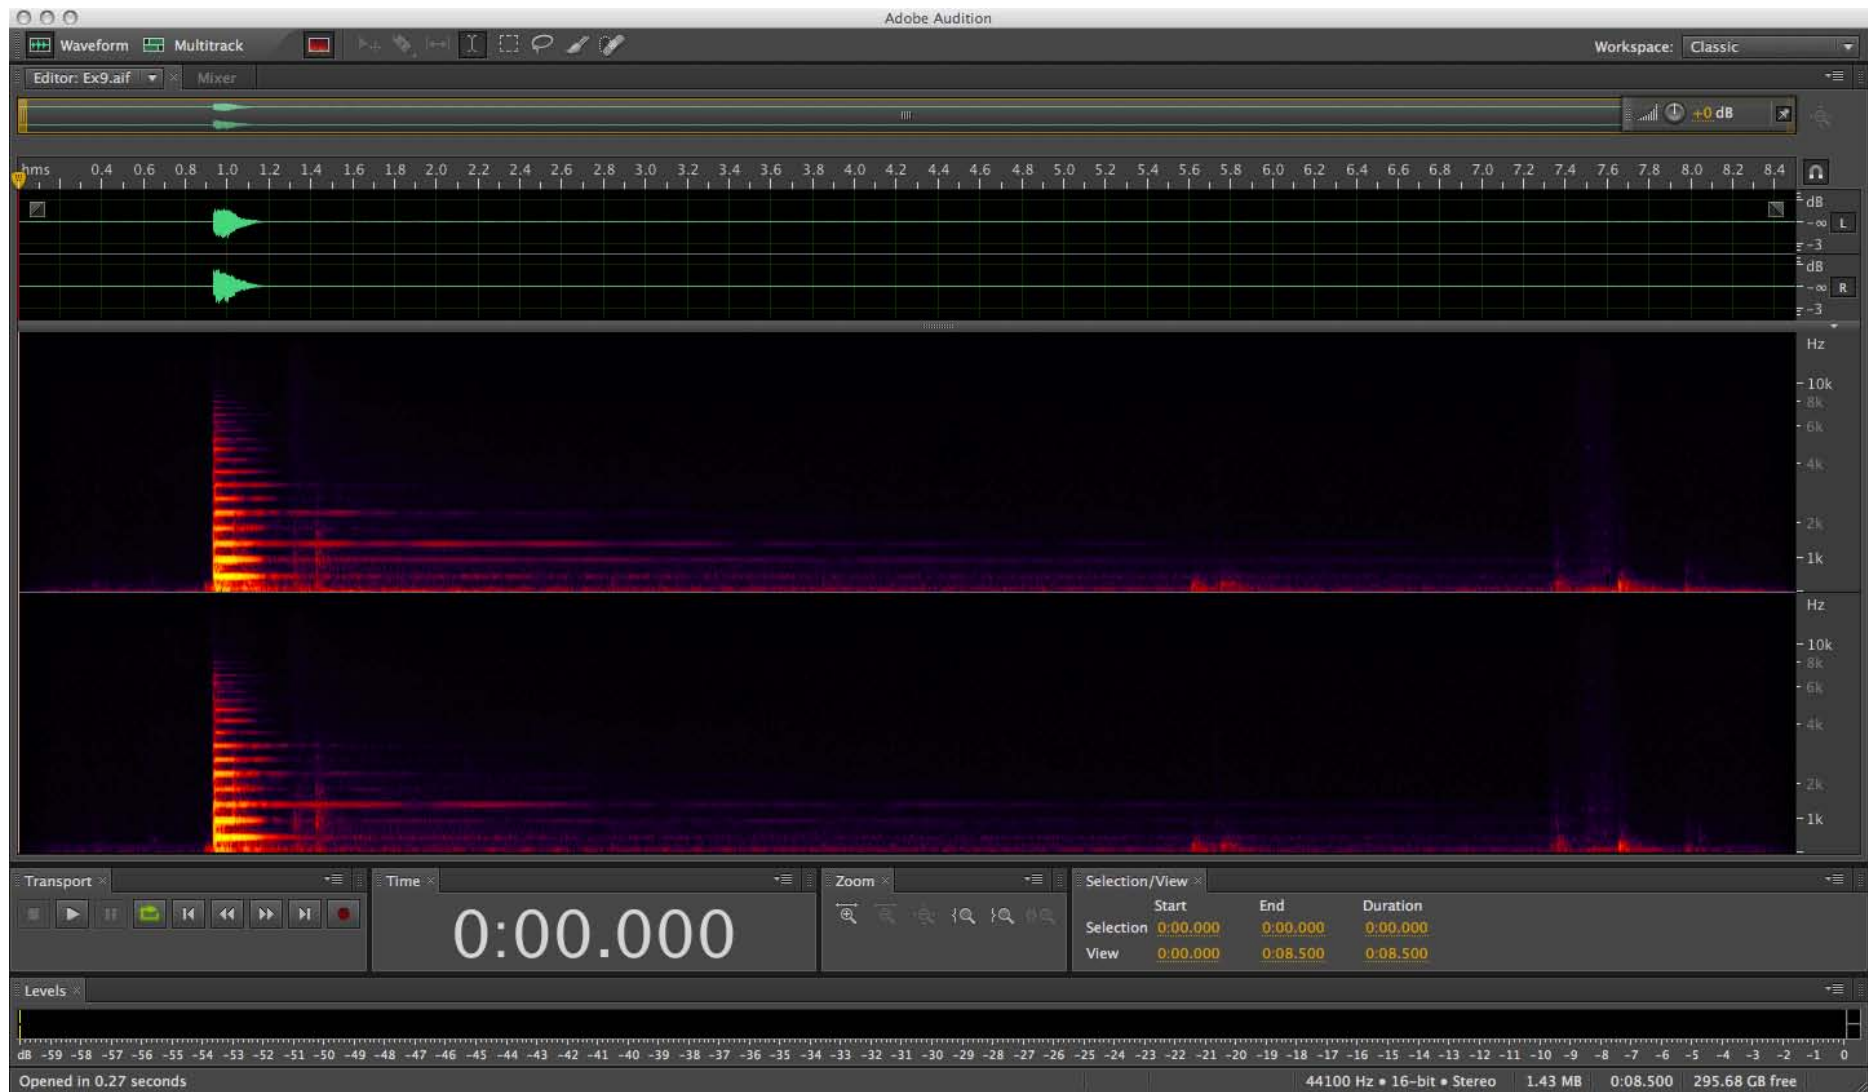 Adobe Audition
Waveform Multitrack Workspace: Classic
Editor: Ex9.aif Mixer
+0 dB
hms 0.4 0.6 0.8 1.0 1.2 1.4 1.6 1.8 2.0 2.2 2.4 2.6 2.8 3.0 3.2 3.4 3.6 3.8 4.0 4.2 4.4 4.6 4.8 5.0 5.2 5.4 5.6 5.8 6.0 6.2 6.4 6.6 6.8 7.0 7.2 7.4 7.6 7.8 8.0 8.2 8.4
dB
-∞ L
-3
dB
-∞ R
-3
Hz
10k
8k
6k
4k
2k
1k
Hz
10k
8k
6k
4k
2k
1k
Transport Time Zoom Selection/View
Start End Duration
Selection 0:00.000 0:00.000 0:00.000
0:00.000
View 0:00.000 0:08.500 0:08.500
Levels
dB -59 -58 -57 -56 -55 -54 -53 -52 -51 -50 -49 -48 -47 -46 -45 -44 -43 -42 -41 -40 -39 -38 -37 -36 -35 -34 -33 -32 -31 -30 -29 -28 -27 -26 -25 -24 -23 -22 -21 -20 -19 -18 -17 -16 -15 -14 -13 -12 -11 -10 -9 -8 -7 -6 -5 -4 -3 -2 -1 0
Opened in 0.27 seconds 44100 Hz • 16-bit • Stereo 1.43 MB 0:08.500 295.68 GB free